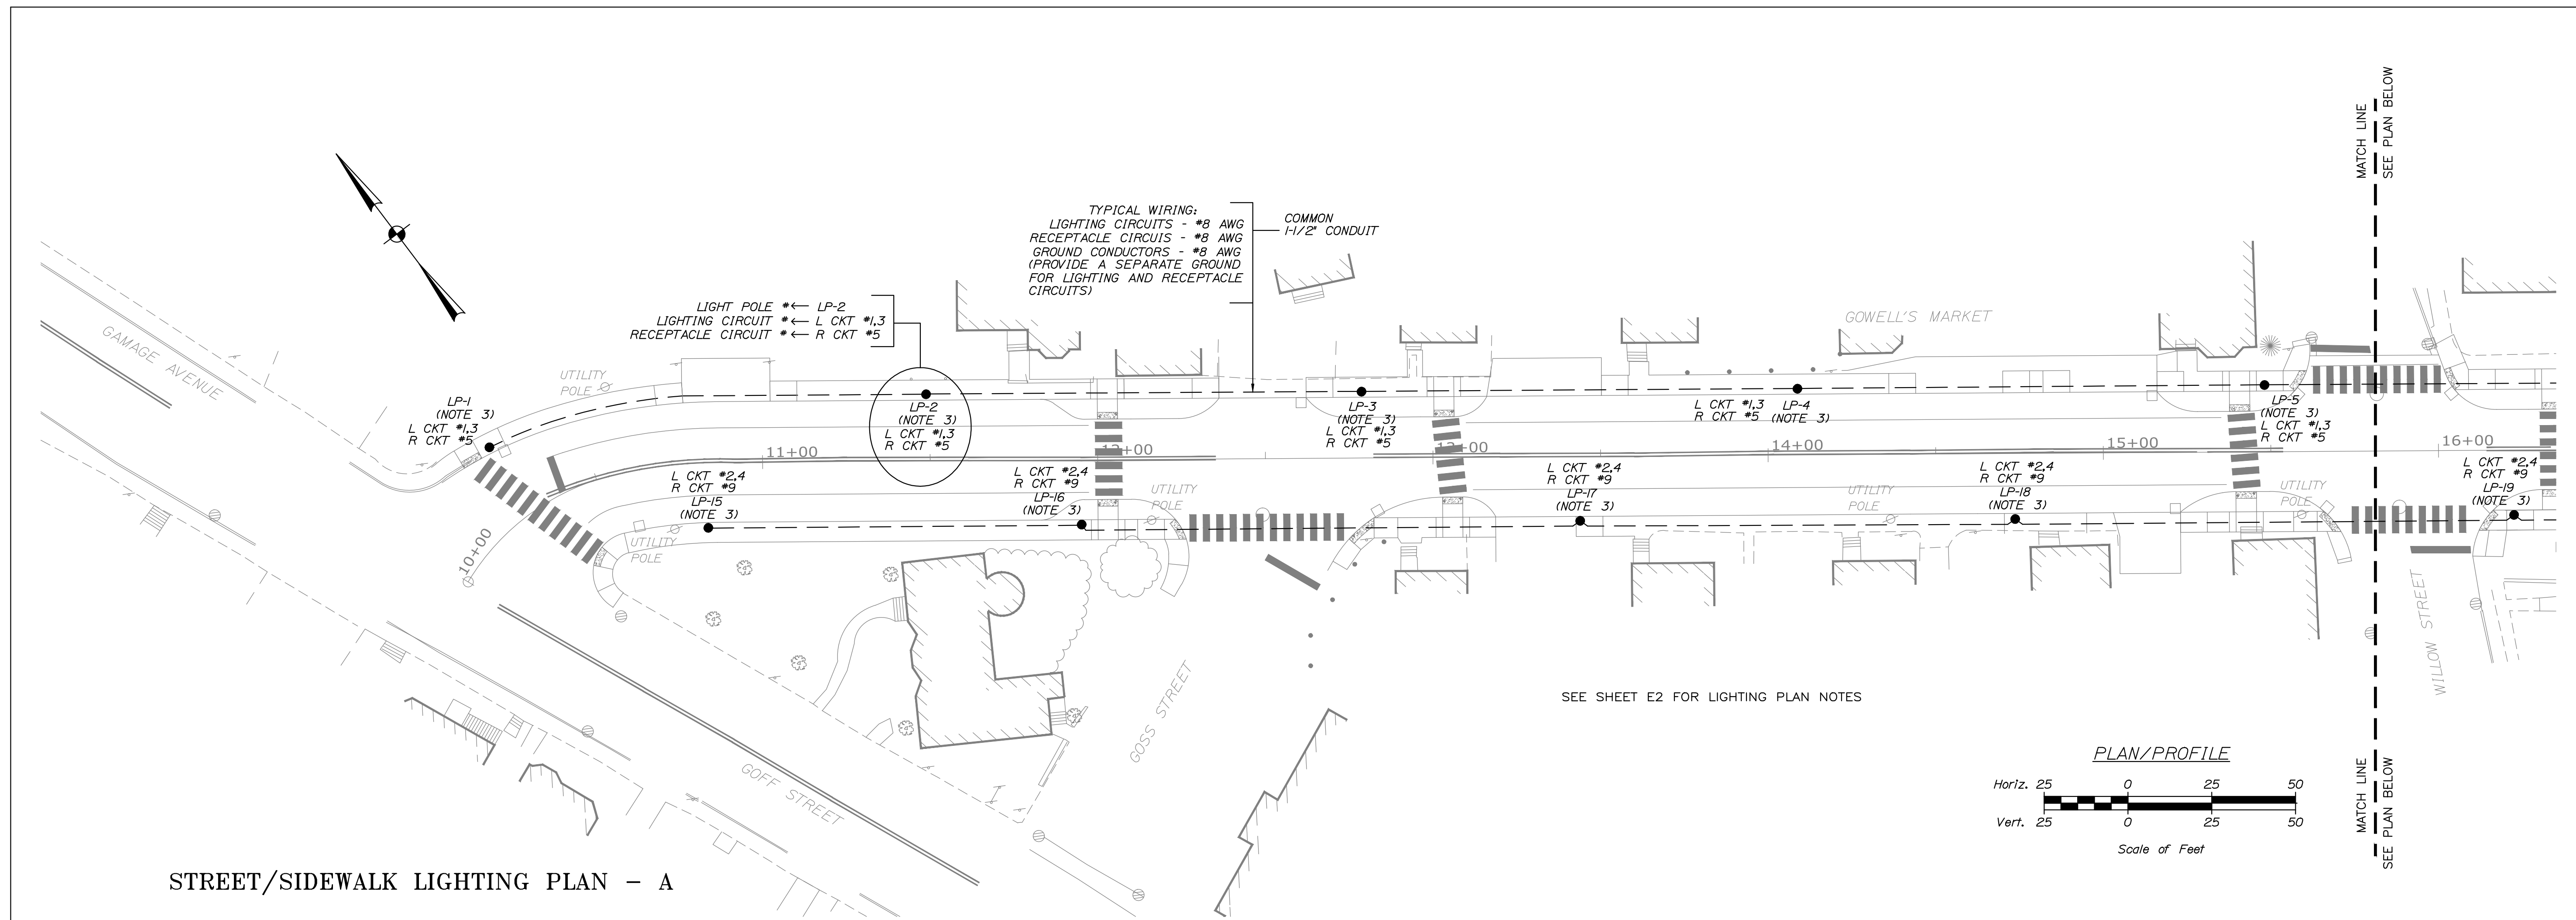 MATCH LINE
SEE PLAN BELOW
TYPICAL WIRING:
LIGHTING CIRCUITS - #8 AWG
RECEPTACLE CIRCUIS - #8 AWG
GROUND CONDUCTORS - #8 AWG
(PROVIDE A SEPARATE GROUND
FOR LIGHTING AND RECEPTACLE
CIRCUITS)
COMMON
1-1/2" CONDUIT
LIGHT POLE # ← LP-2
LIGHTING CIRCUIT # ← L CKT #1,3
RECEPTACLE CIRCUIT # ← R CKT #5
GOWELL'S MARKET
GAMAGE AVENUE
UTILITY
POLE
LP-1
(NOTE 3)
L CKT #1,3
R CKT #5
LP-2
(NOTE 3)
L CKT #1,3
R CKT #5
LP-3
(NOTE 3)
L CKT #1,3
R CKT #5
L CKT #1,3
R CKT #5
LP-4
(NOTE 3)
LP-5
(NOTE 3)
L CKT #1,3
R CKT #5
10+00
11+00
12+00
13+00
14+00
15+00
16+00
L CKT #2,4
R CKT #9
LP-15
(NOTE 3)
L CKT #2,4
R CKT #9
LP-16
(NOTE 3)
UTILITY
POLE
L CKT #2,4
R CKT #9
LP-17
(NOTE 3)
UTILITY
POLE
L CKT #2,4
R CKT #9
LP-18
(NOTE 3)
UTILITY
POLE
L CKT #2,4
R CKT #9
LP-19
(NOTE 3)
UTILITY
POLE
WILLOW STREET
GOSS STREET
GOFF STREET
SEE SHEET E2 FOR LIGHTING PLAN NOTES
PLAN/PROFILE
Horiz. 25 0 25 50
Vert. 25 0 25 50
Scale of Feet
MATCH LINE
SEE PLAN BELOW
STREET/SIDEWALK LIGHTING PLAN - A